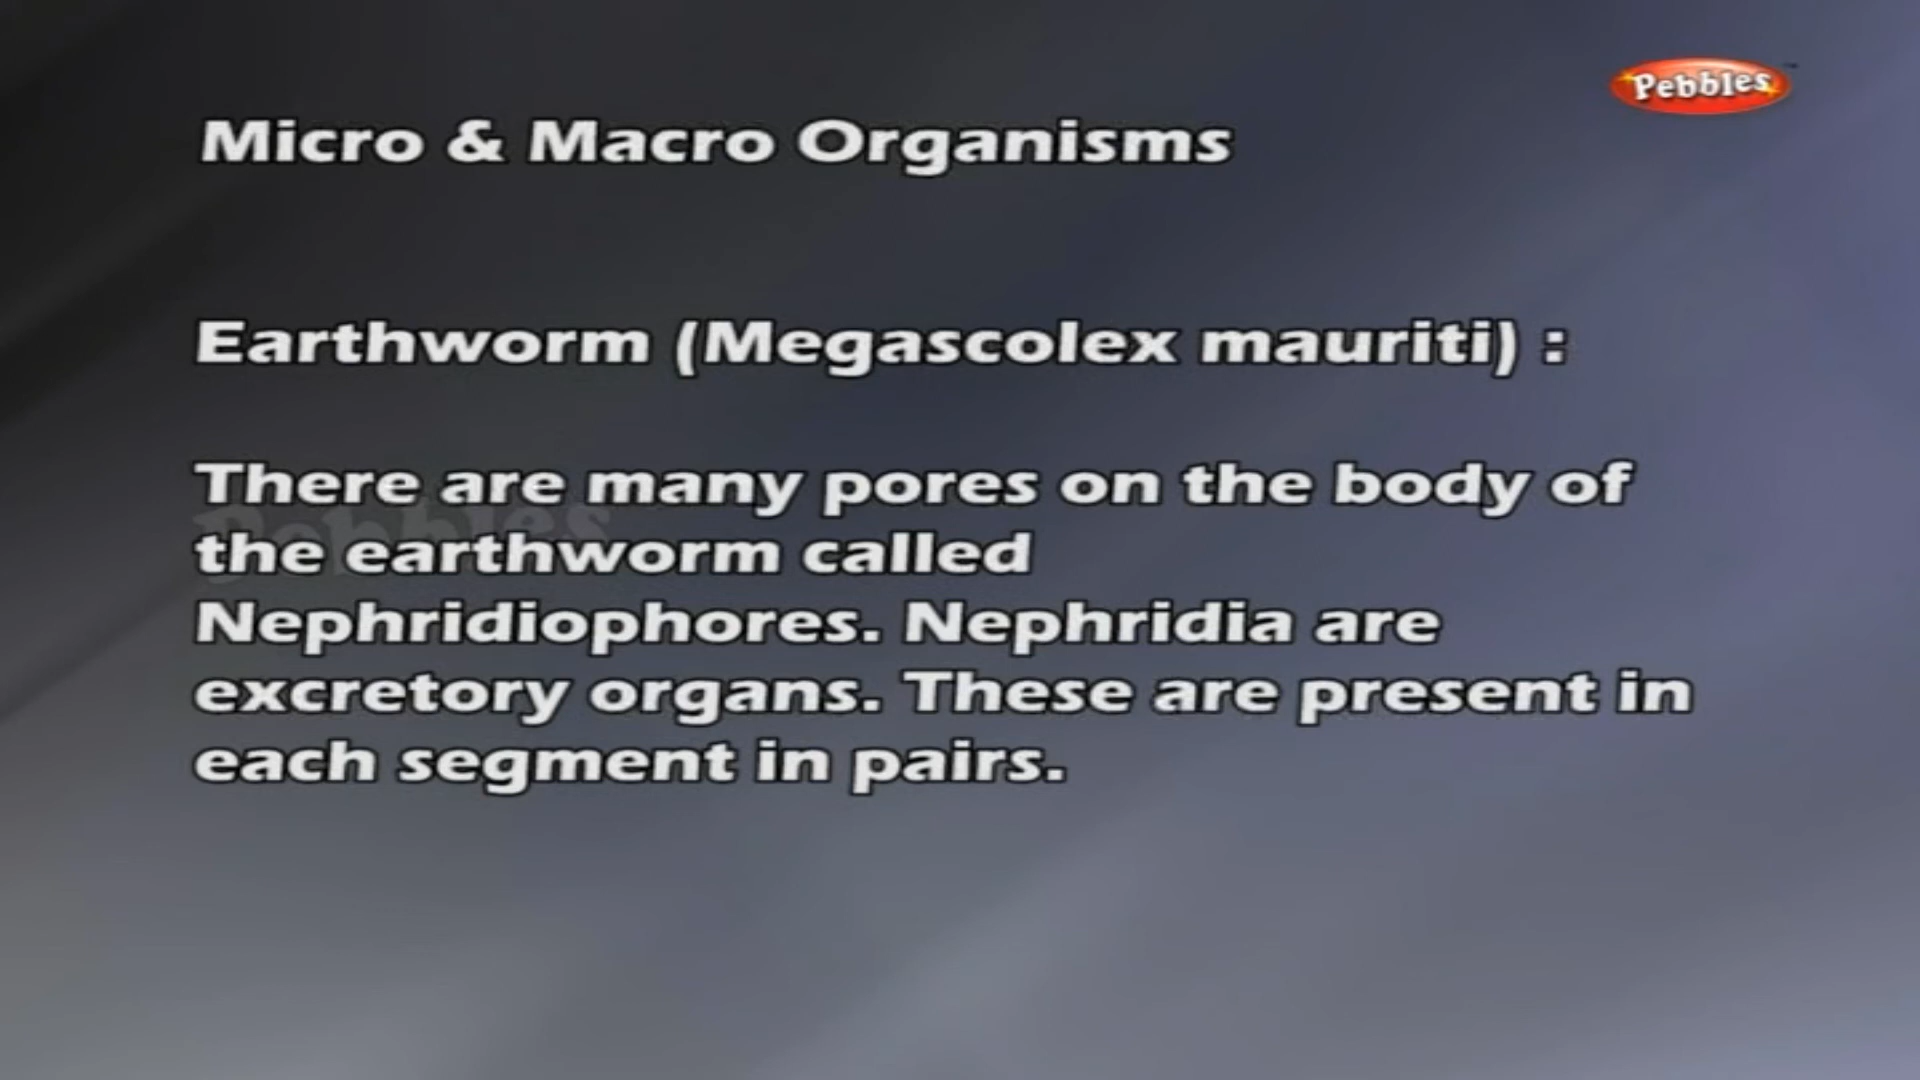 Pebbles
Micro & Macro Organisms
Earthworm (Megascolex mauriti) :
There are many pores on the body of
the earthworm called
Nephridiophores. Nephridia are
excretory organs. These are present in
each segment in pairs.
Pebbles